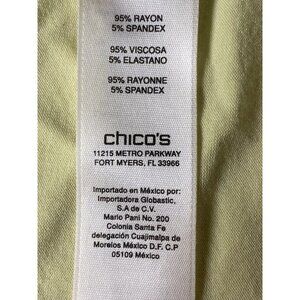 95% RAYON
5% SPANDEX
95% VISCOSA
5% ELASTANO
95% RAYONNE
5% SPANDEX
chico's
11215 METRO PARKWAY
FORT MYERS, FL 33966
Importado en México por:
Importadora Globastic,
S.A de C.V.
Mario Pani No. 200
Colonia Santa Fe
delegación Cuajimalpa de
Morelos México D.F. C.P
05109 México